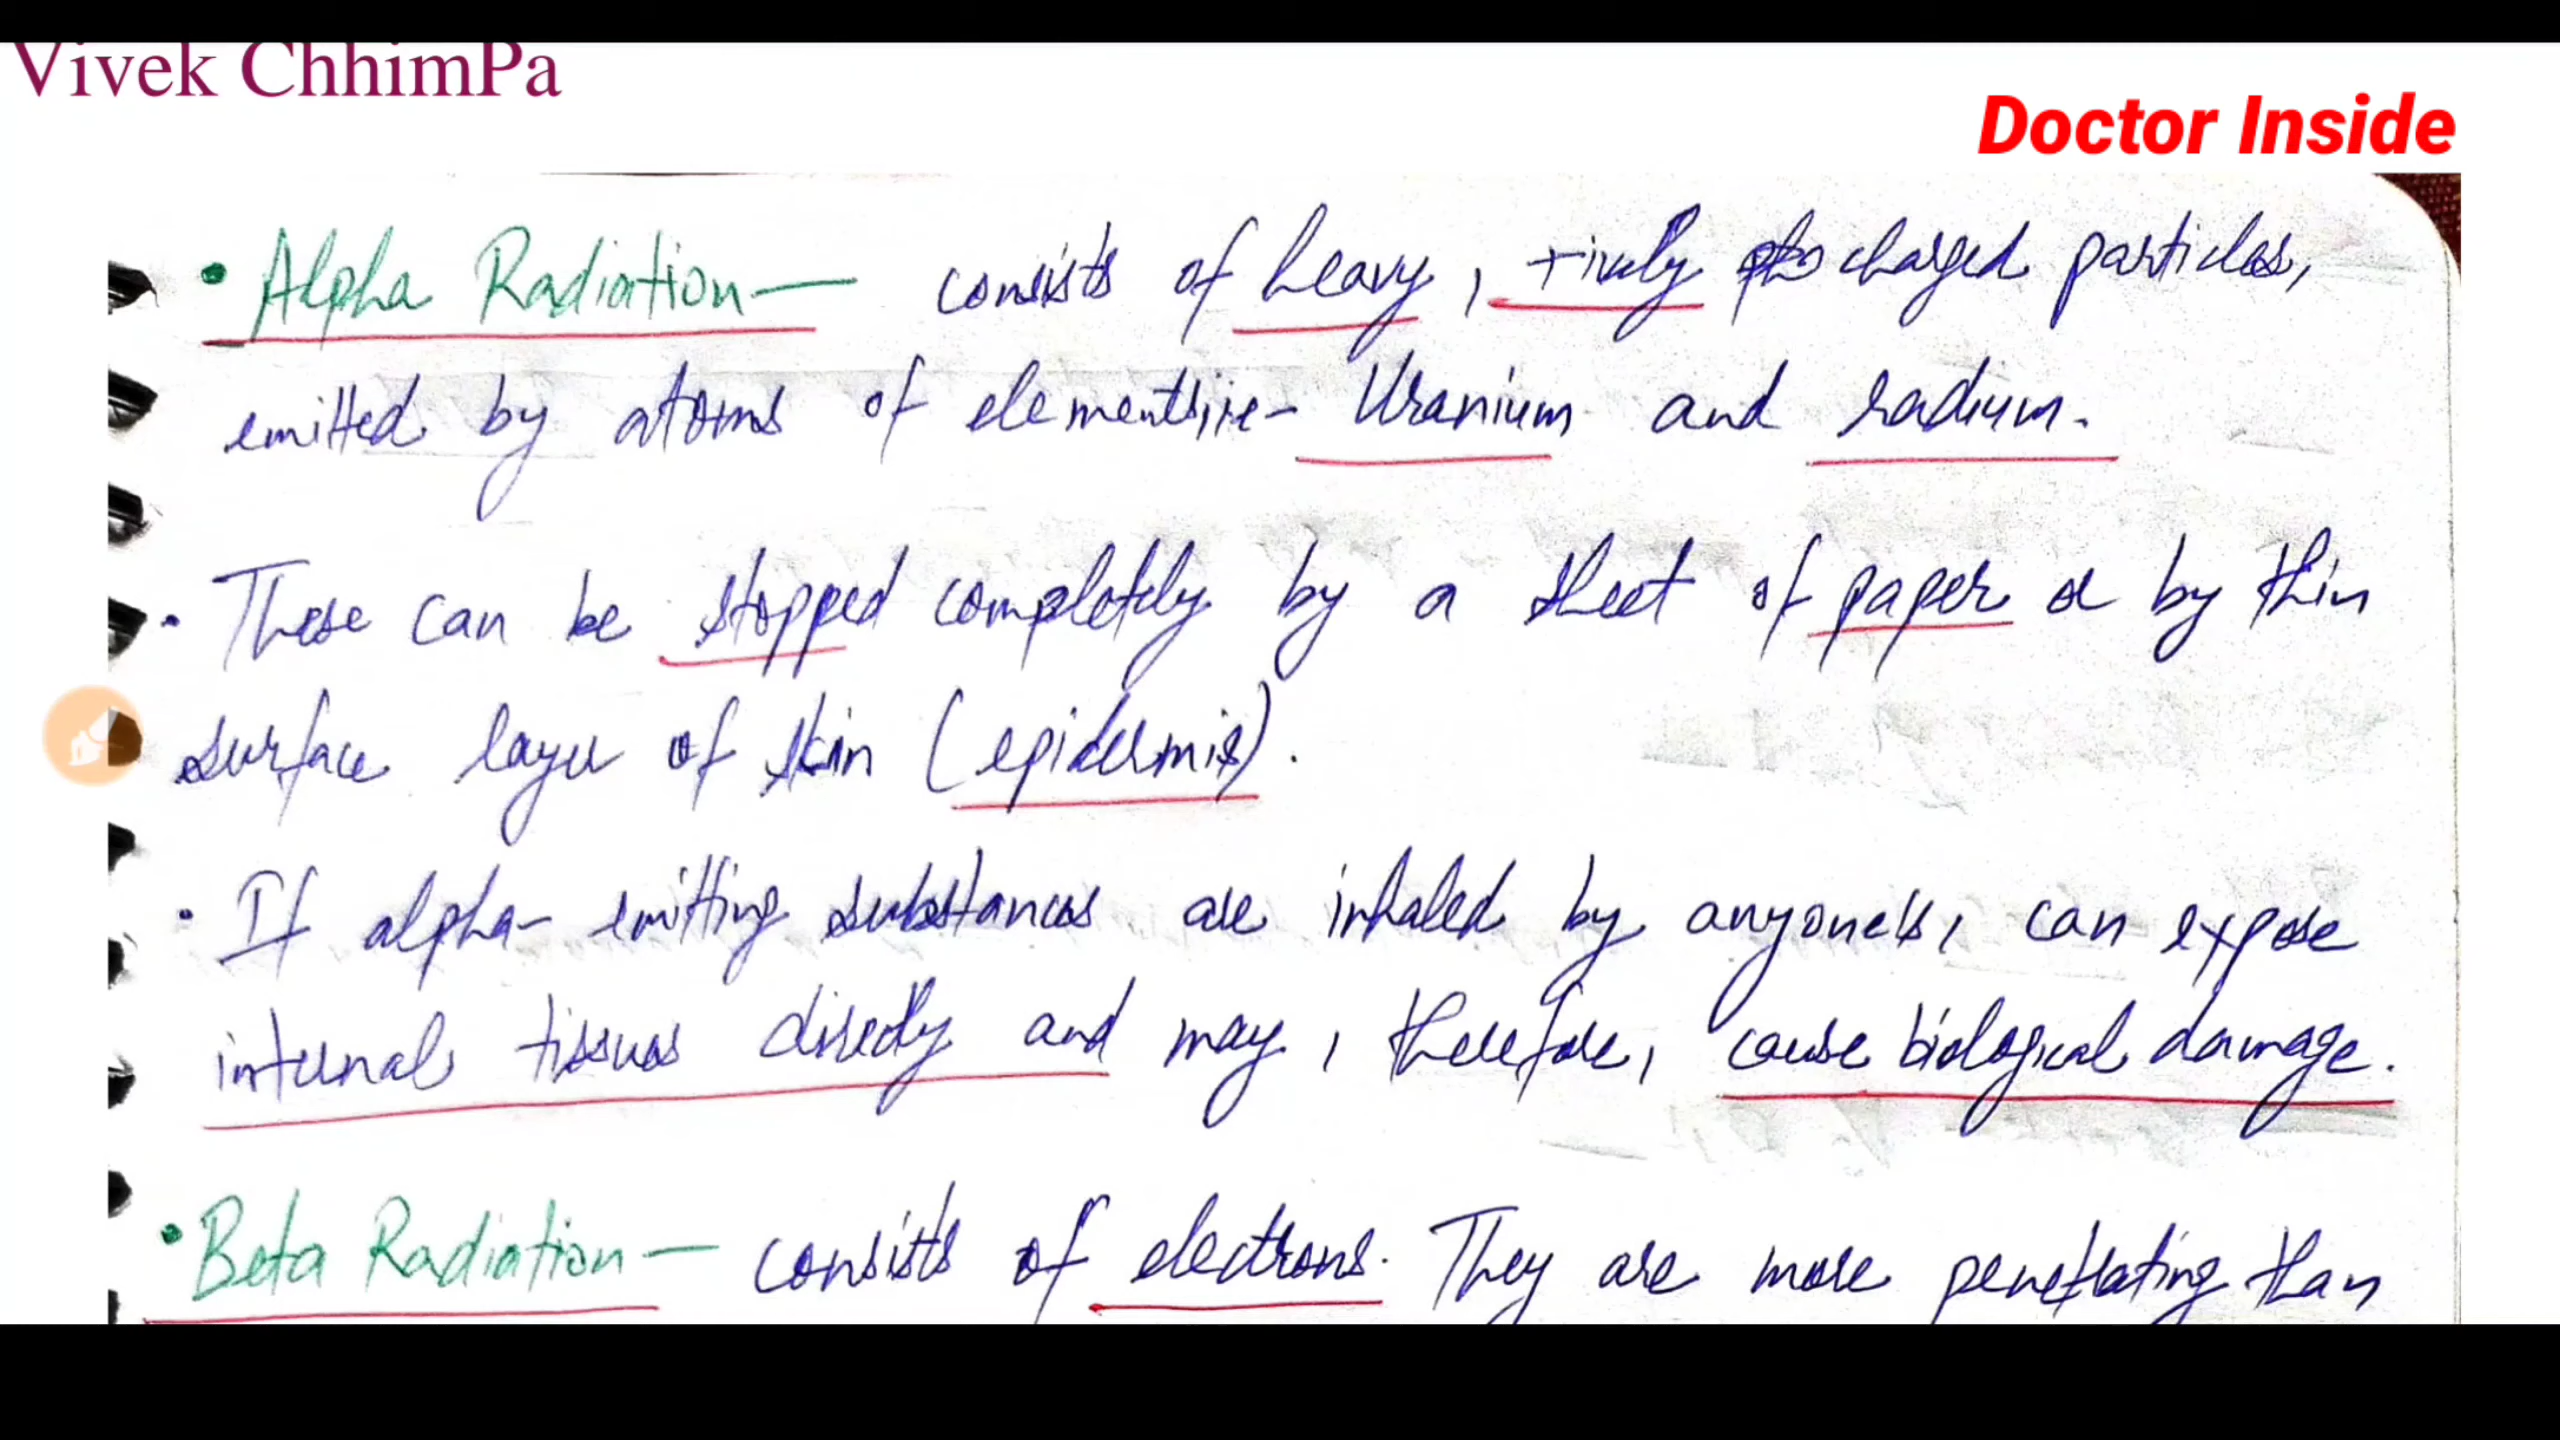 Vivek ChhimPa
Doctor Inside
• Alpha Radiation — consists of heavy, +ively charged particles,
emitted by atoms of elements Uranium and radium.
• These can be stopped completely by a sheet of paper or by thin
surface layer of skin (epidermis).
• If alpha-emitting substances are inhaled by can expose
internal tissues directly and may, therefore, cause biological damage.
• Beta Radiation — consists of electrons. They are more penetrating than